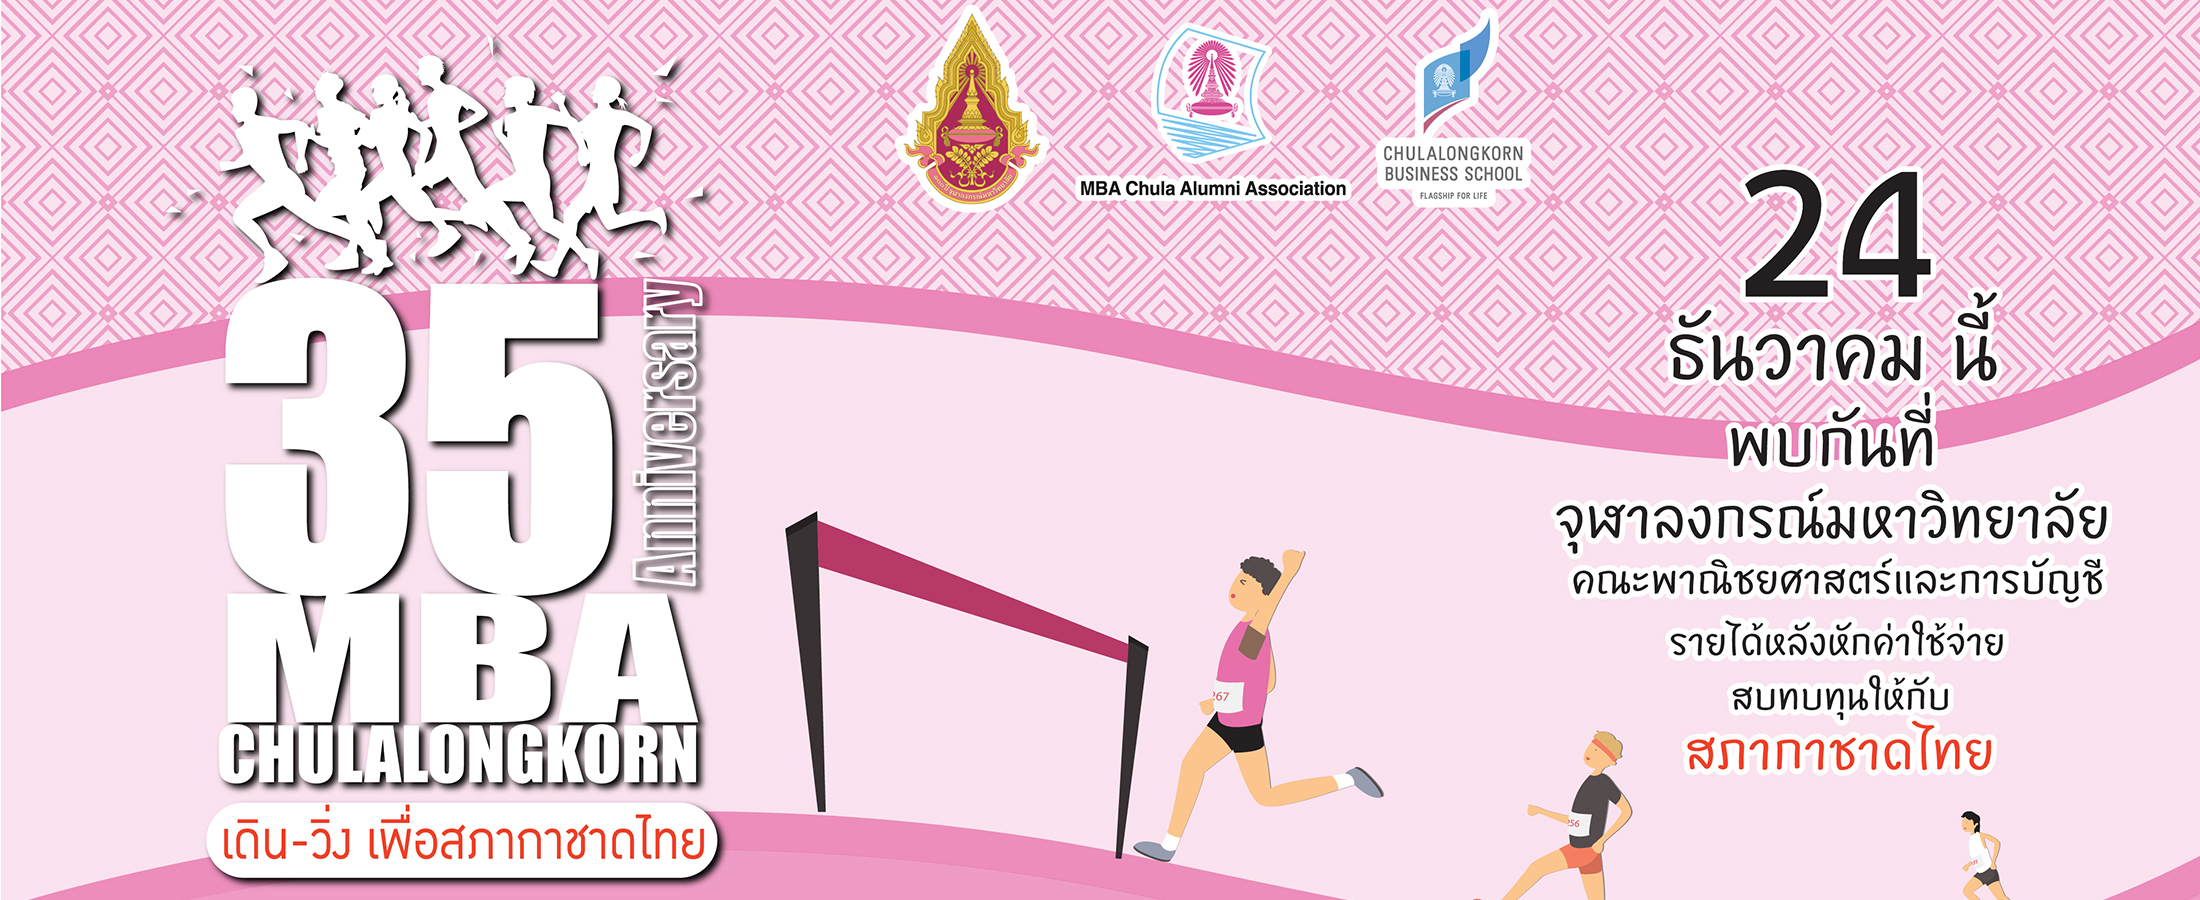 MBA Chula Alumni Association
CHULALONGKORN
BUSINESS SCHOOL
FLAGSHIP FOR LIFE
35
Anniversary
MBA
CHULALONGKORN
เดิน-วิ่ง เพื่อสภากาชาดไทย
24
ธันวาคม นี้
พบกันที่
จุฬาลงกรณ์มหาวิทยาลัย
คณะพาณิชยศาสตร์และการบัญชี
รายได้หลังหักค่าใช้จ่าย
สบทบทุนให้กับ
สภากาชาดไทย
267
256